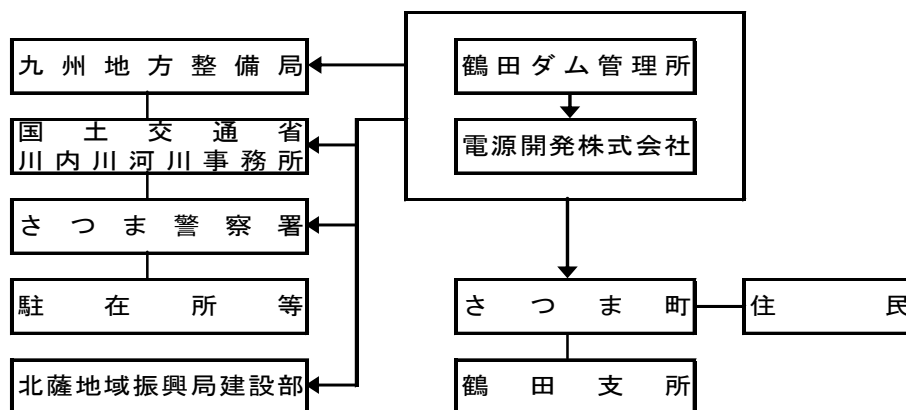 九州地方整備局
鶴田ダム管理所
国土交通省
川内川河川事務所
電源開発株式会社
さつま警察署
駐在所等
さつま町
住民
北薩地域振興局建設部
鶴田支所